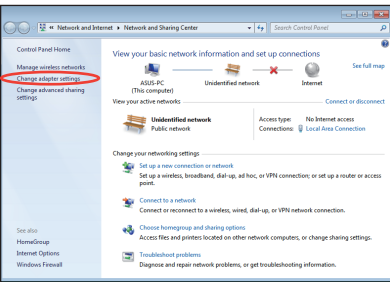 « Network and Internet ▸ Network and Sharing Center
Search Control Panel
Control Panel Home
Manage wireless networks
Change adapter settings
Change advanced sharing
settings
See also
HomeGroup
Internet Options
Windows Firewall
View your basic network information and set up connections
See full map
ASUS-PC
(This computer)
Unidentified network
Internet
View your active networks
Connect or disconnect
Unidentified network
Public network
Access type: No Internet access
Connections: Local Area Connection
Change your networking settings
Set up a new connection or network
Set up a wireless, broadband, dial-up, ad hoc, or VPN connection; or set up a router or access
point.
Connect to a network
Connect or reconnect to a wireless, wired, dial-up, or VPN network connection.
Choose homegroup and sharing options
Access files and printers located on other network computers, or change sharing settings.
Troubleshoot problems
Diagnose and repair network problems, or get troubleshooting information.